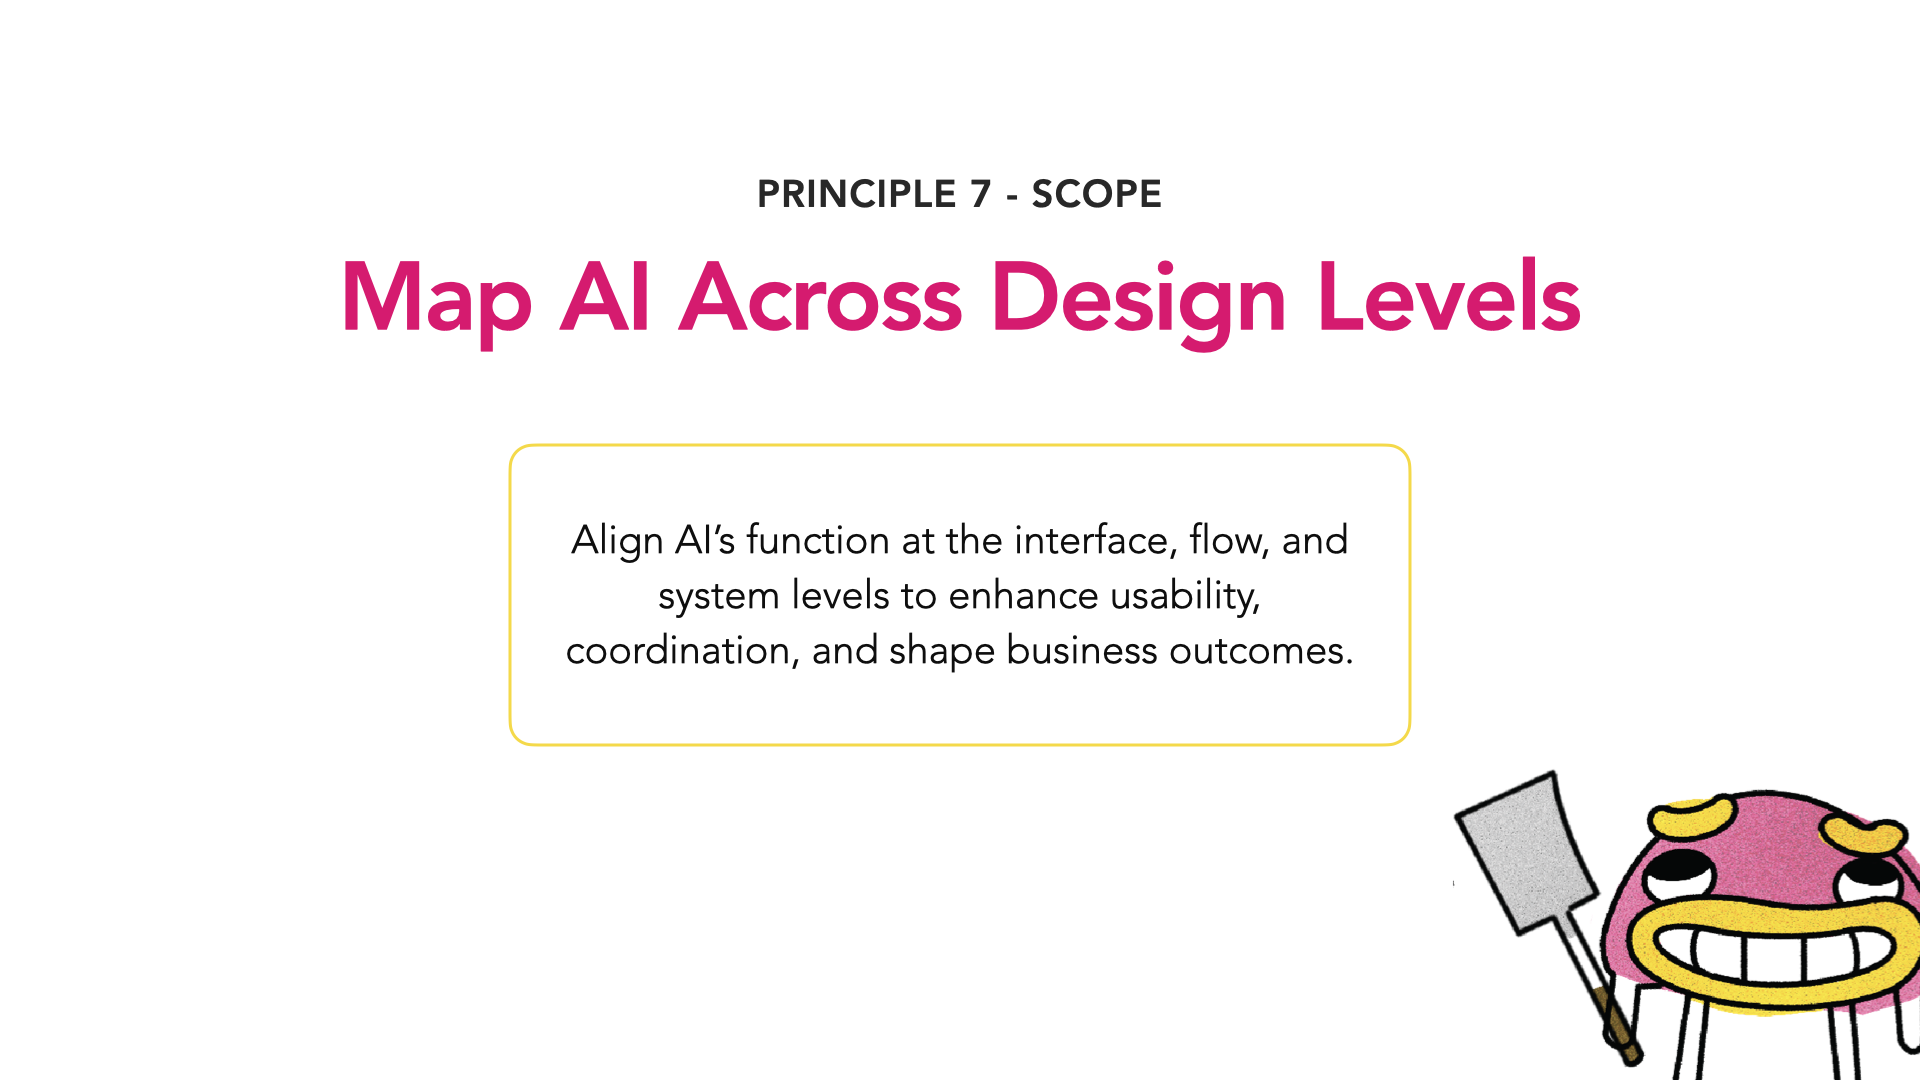 PRINCIPLE 7 - SCOPE
Map AI Across Design Levels
Align AI’s function at the interface, flow, and
system levels to enhance usability,
coordination, and shape business outcomes.